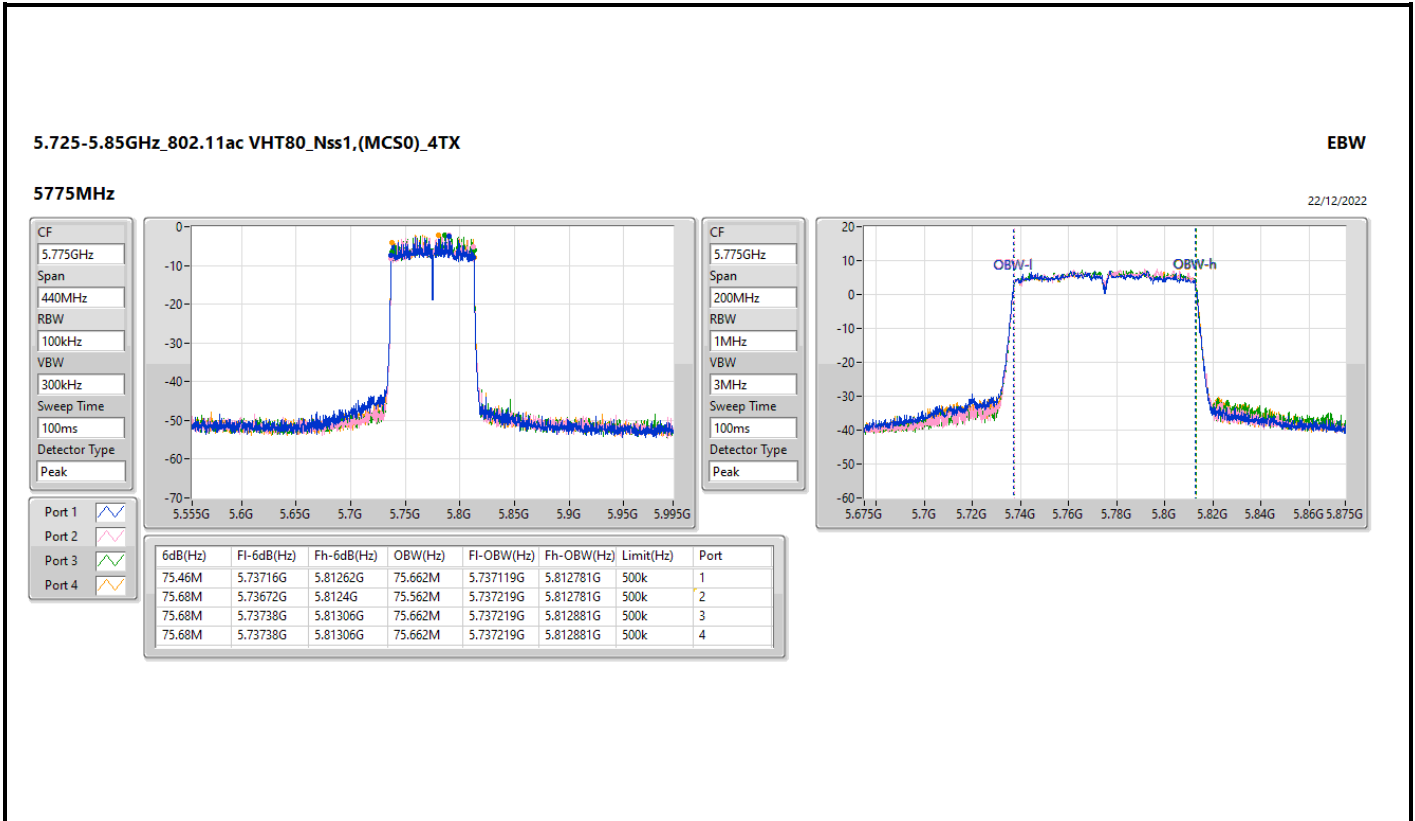 5.725-5.85GHz_802.11ac VHT80_Nss1,(MCS0)_4TX
EBW
5775MHz
22/12/2022
CF
5.775GHz
Span
440MHz
RBW
100kHz
VBW
300kHz
Sweep Time
100ms
Detector Type
Peak
0
-10
-20
-30
-40
-50
-60
-70
5.555G 5.6G 5.65G 5.7G 5.75G 5.8G 5.85G 5.9G 5.95G 5.995G
CF
5.775GHz
Span
200MHz
RBW
1MHz
VBW
3MHz
Sweep Time
100ms
Detector Type
Peak
20
10
0
-10
-20
-30
-40
-50
-60
OBW-l OBW-h
5.675G 5.7G 5.72G 5.74G 5.76G 5.78G 5.8G 5.82G 5.84G 5.86G 5.875G
Port 1
Port 2
Port 3
Port 4
6dB(Hz) Fl-6dB(Hz) Fh-6dB(Hz) OBW(Hz) Fl-OBW(Hz) Fh-OBW(Hz) Limit(Hz) Port
75.46M 5.73716G 5.81262G 75.662M 5.737119G 5.812781G 500k 1
75.68M 5.73672G 5.8124G 75.562M 5.737219G 5.812781G 500k 2
75.68M 5.73738G 5.81306G 75.662M 5.737219G 5.812881G 500k 3
75.68M 5.73738G 5.81306G 75.662M 5.737219G 5.812881G 500k 4